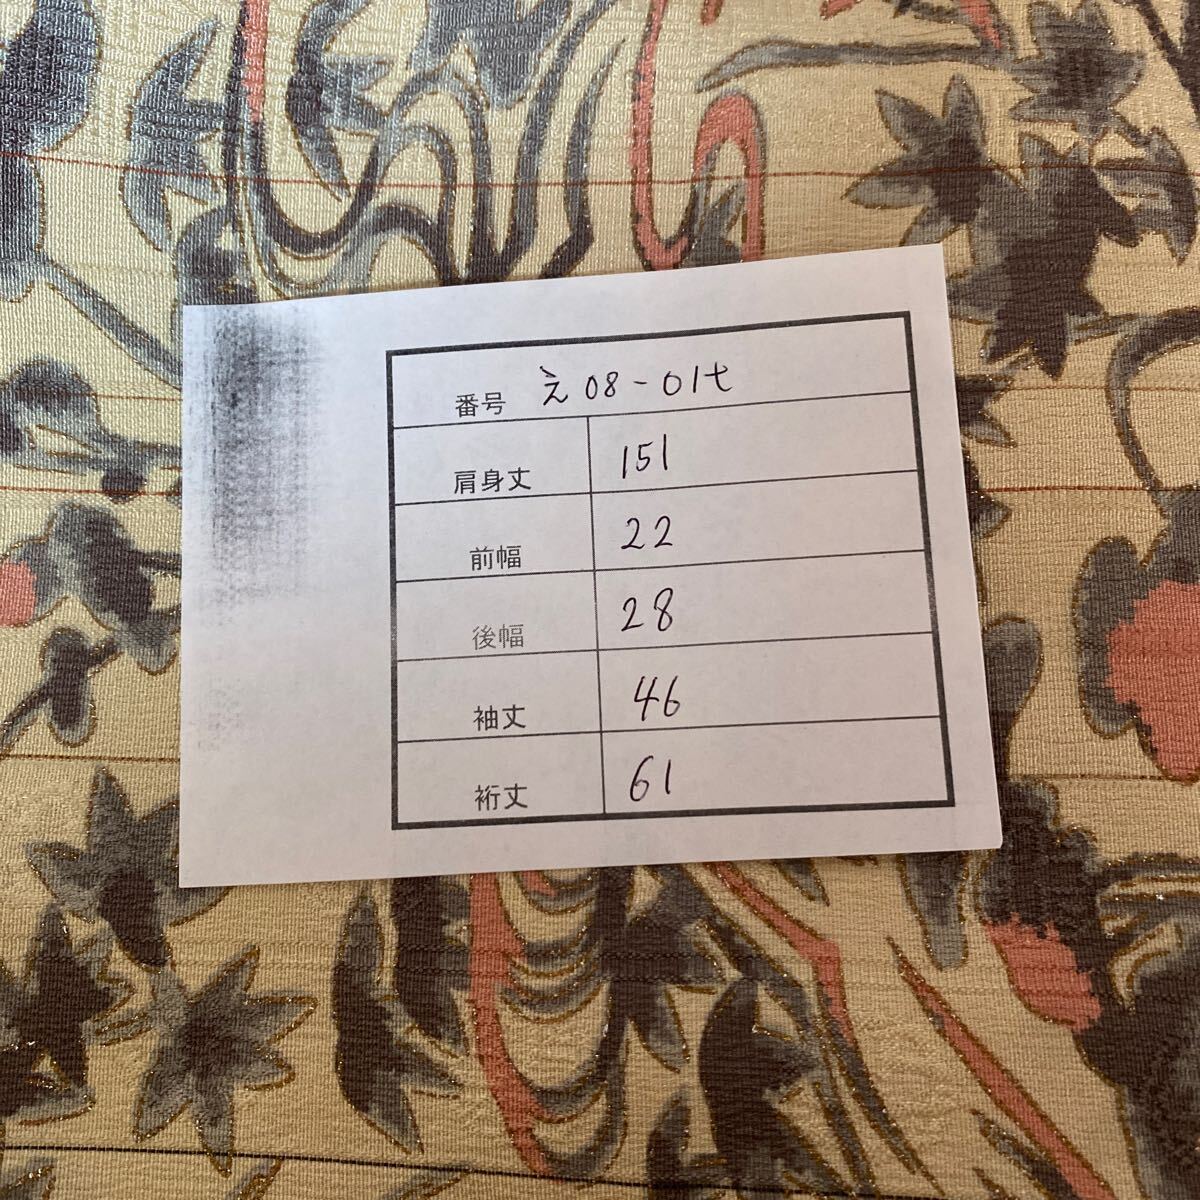 番号 え08-01せ
肩身丈 151
前幅 22
後幅 28
袖丈 46
裄丈 61